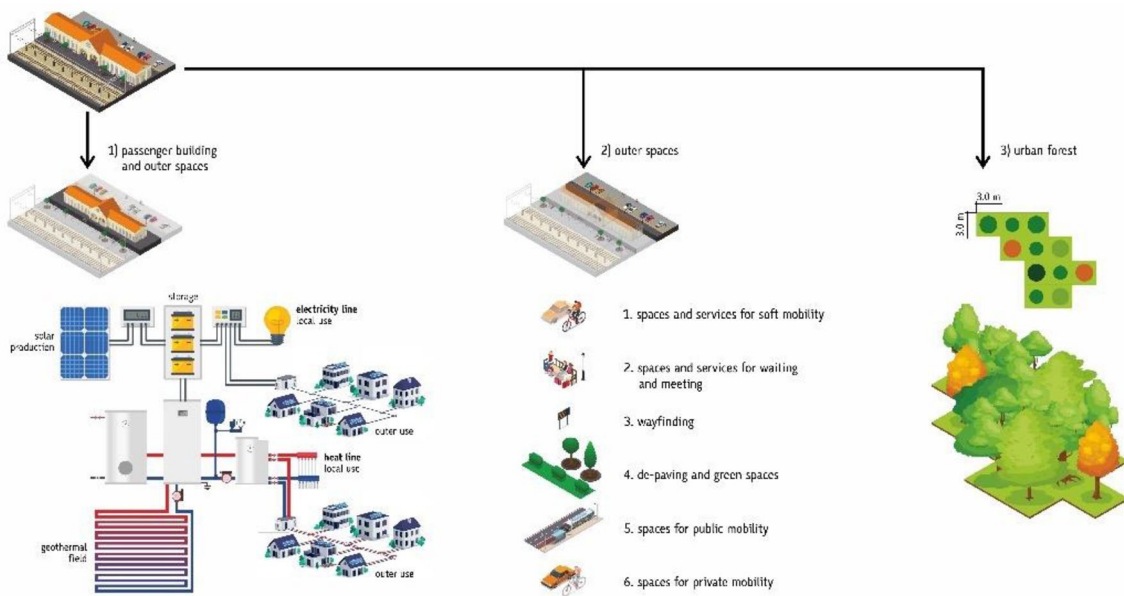 1) passenger building
and outer spaces
2) outer spaces
3) urban forest
3.0 m
3.0 m
storage
electricity line
local use
solar
production
outer use
heat line
local use
geothermal
field
outer use
1. spaces and services for soft mobility
2. spaces and services for waiting
and meeting
3. wayfinding
4. de-paving and green spaces
5. spaces for public mobility
6. spaces for private mobility